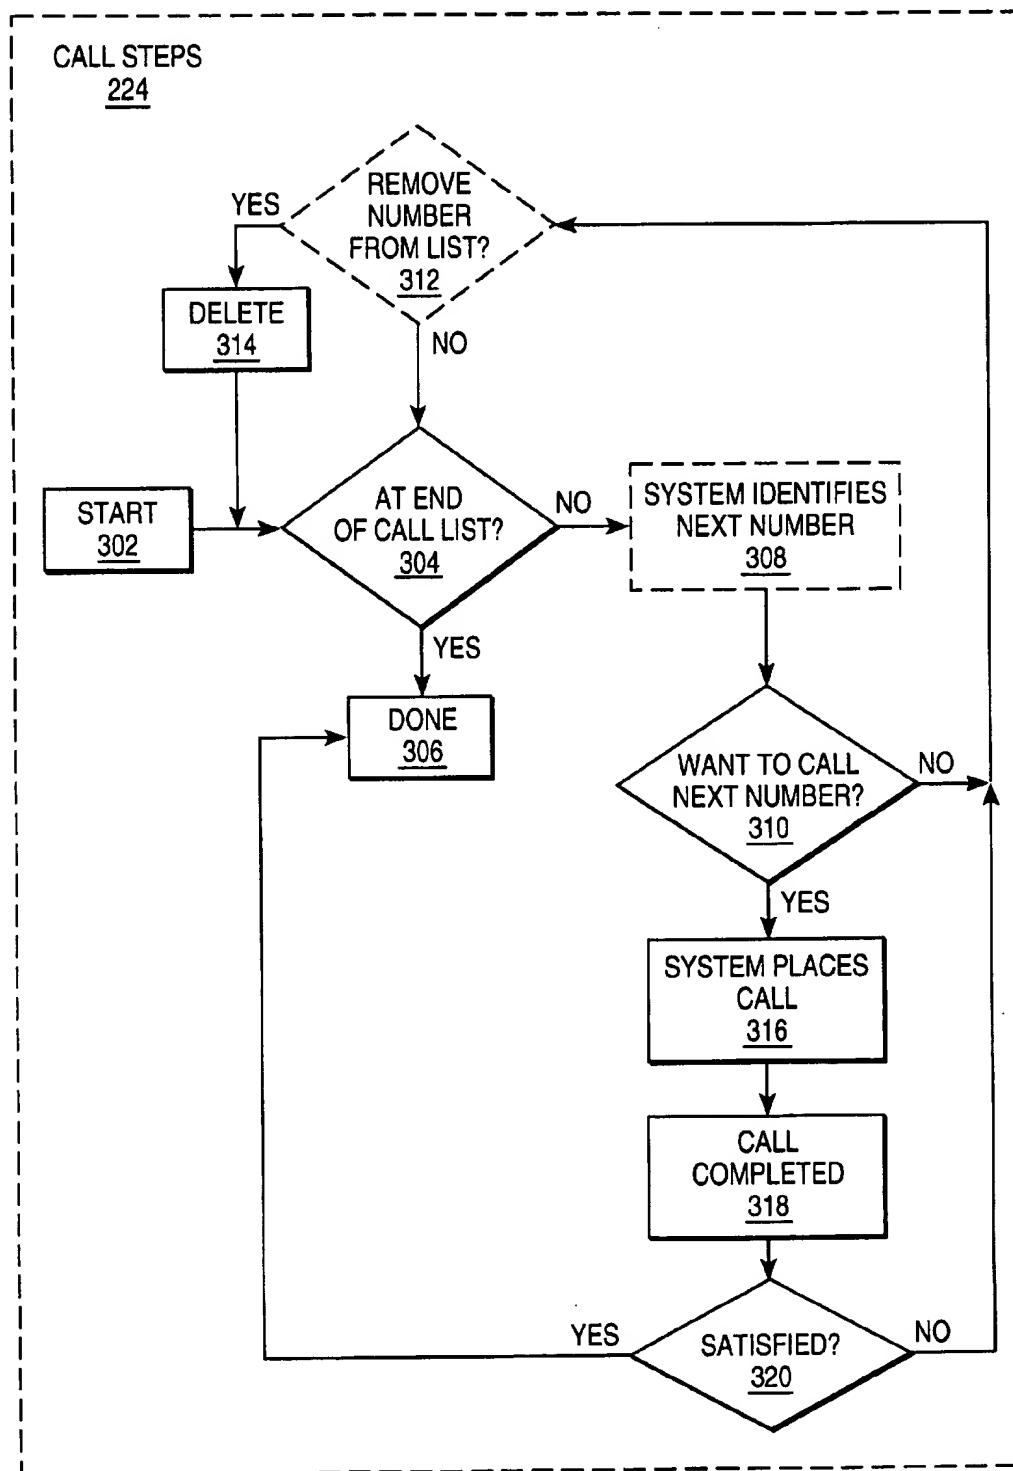 CALL STEPS
224
REMOVE
NUMBER
FROM LIST?
312
YES
NO
DELETE
314
START
302
AT END
OF CALL LIST?
304
NO
YES
SYSTEM IDENTIFIES
NEXT NUMBER
308
DONE
306
WANT TO CALL
NEXT NUMBER?
310
NO
YES
SYSTEM PLACES
CALL
316
CALL
COMPLETED
318
SATISFIED?
320
YES
NO